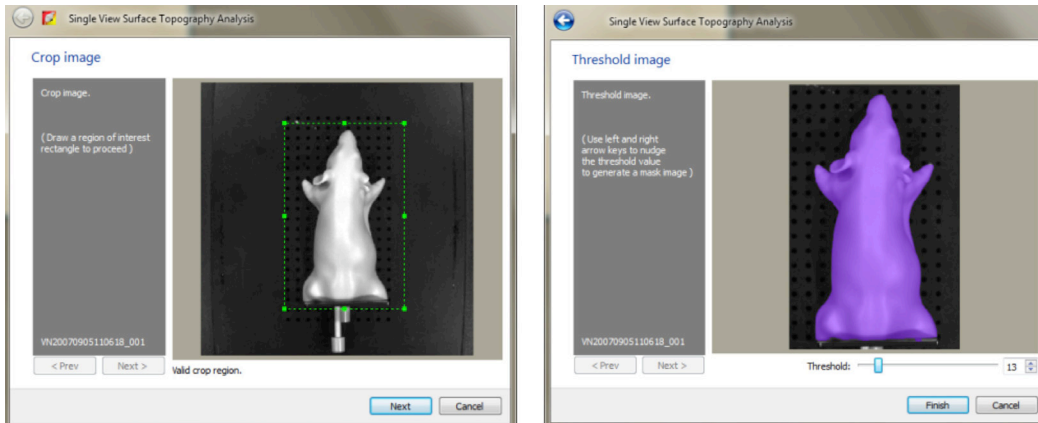 Single View Surface Topography Analysis
Crop image
Crop image.
( Draw a region of interest
rectangle to proceed )
VN20070905110618_001
< Prev
Next >
Valid crop region.
Next
Cancel
Single View Surface Topography Analysis
Threshold image
Threshold image.
( Use left and right
arrow keys to nudge
the threshold value
to generate a mask image )
VN20070905110618_001
< Prev
Next >
Threshold:
13
Finish
Cancel